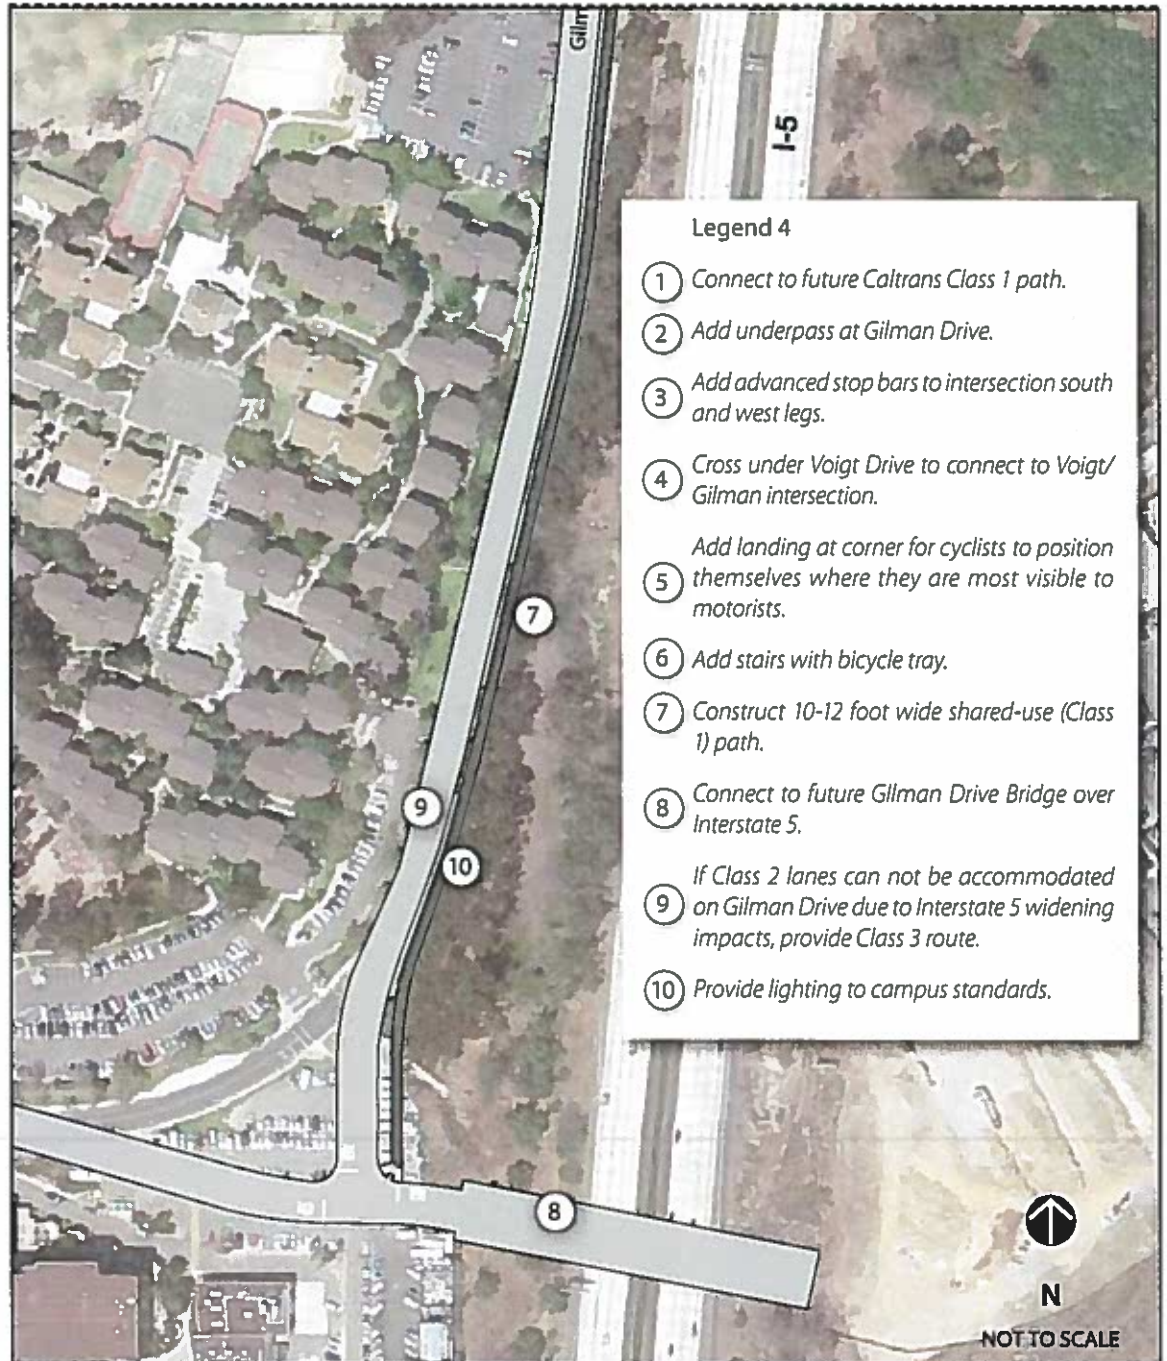 Gilm
I-5
Legend 4
1 Connect to future Caltrans Class 1 path.
2 Add underpass at Gilman Drive.
3 Add advanced stop bars to intersection south
and west legs.
4 Cross under Voigt Drive to connect to Voigt/
Gilman intersection.
5 Add landing at corner for cyclists to position
themselves where they are most visible to
motorists.
6 Add stairs with bicycle tray.
7 Construct 10-12 foot wide shared-use (Class
1) path.
8 Connect to future Gilman Drive Bridge over
Interstate 5.
9 If Class 2 lanes can not be accommodated
on Gilman Drive due to Interstate 5 widening
impacts, provide Class 3 route.
10 Provide lighting to campus standards.
7
9
10
8
N
NOT TO SCALE